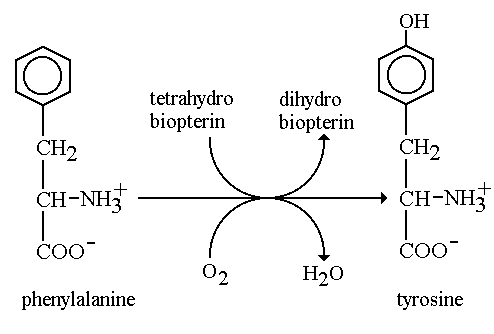 OH
tetrahydro
biopterin
dihydro
biopterin
CH2
CH2
CH-NH3+
CH-NH3+
COO-
COO-
O2
H2O
phenylalanine
tyrosine